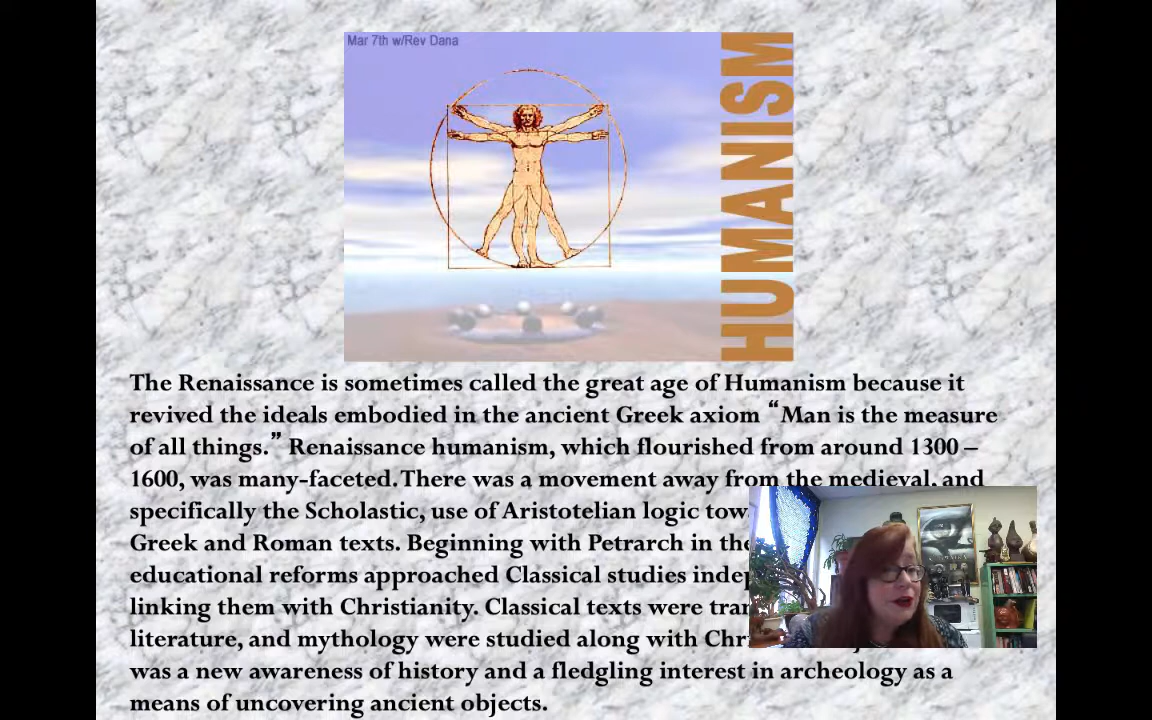 Mar 7th w/Rev Dana
HUMANISM
The Renaissance is sometimes called the great age of Humanism because it
revived the ideals embodied in the ancient Greek axiom “Man is the measure
of all things.” Renaissance humanism, which flourished from around 1300 –
1600, was many-faceted.There was a movement away from the medieval, and
specifically the Scholastic, use of Aristotelian logic
Greek and Roman texts. Beginning with Petrarch in the
educational reforms approached Classical studies
linking them with Christianity. Classical texts were
literature, and mythology were studied along with
was a new awareness of history and a fledgling interest in archeology as a
means of uncovering ancient objects.